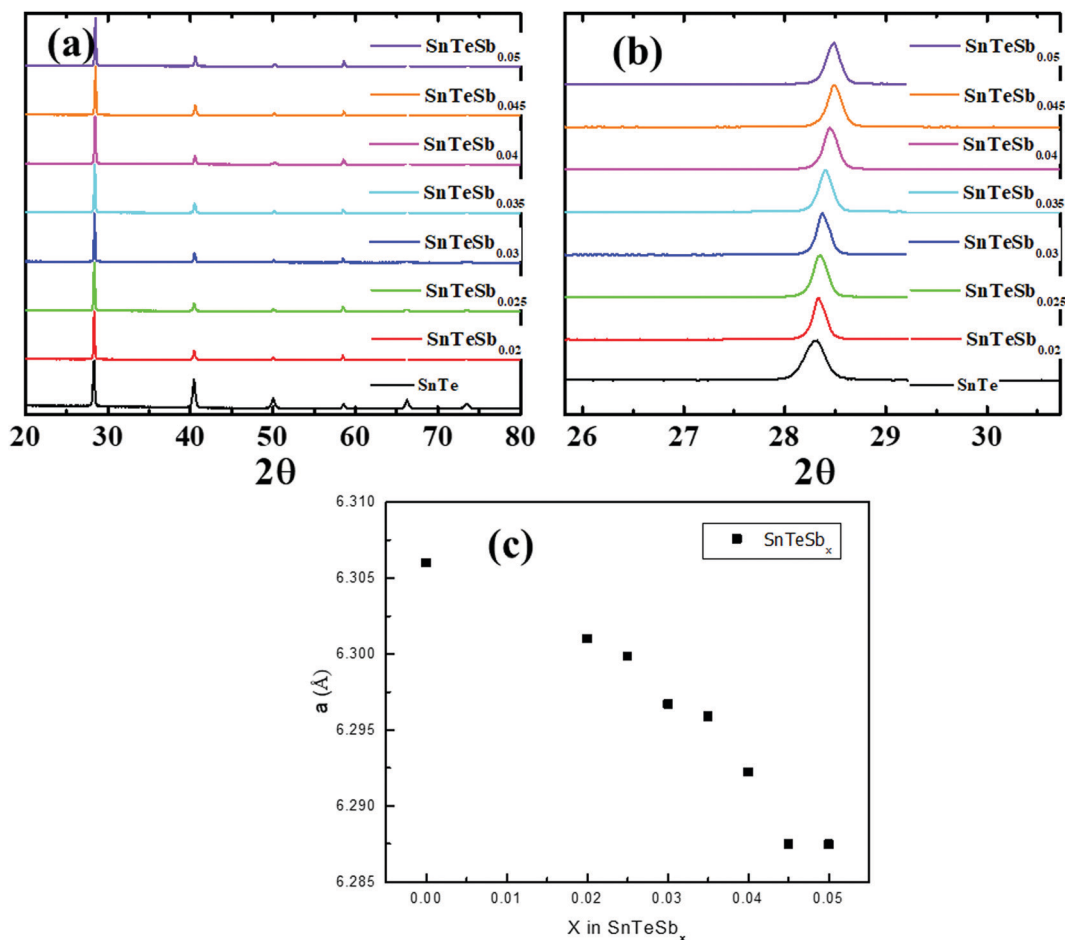 (a)
SnTeSb0.05
SnTeSb0.045
SnTeSb0.04
SnTeSb0.035
SnTeSb0.03
SnTeSb0.025
SnTeSb0.02
SnTe
20 30 40 50 60 70 80
2θ
(b)
SnTeSb0.05
SnTeSb0.045
SnTeSb0.04
SnTeSb0.035
SnTeSb0.03
SnTeSb0.025
SnTeSb0.02
SnTe
26 27 28 29 30
2θ
(c)
SnTeSbx
6.310
6.305
6.300
6.295
6.290
6.285
a (Å)
0.00 0.01 0.02 0.03 0.04 0.05
X in SnTeSbx